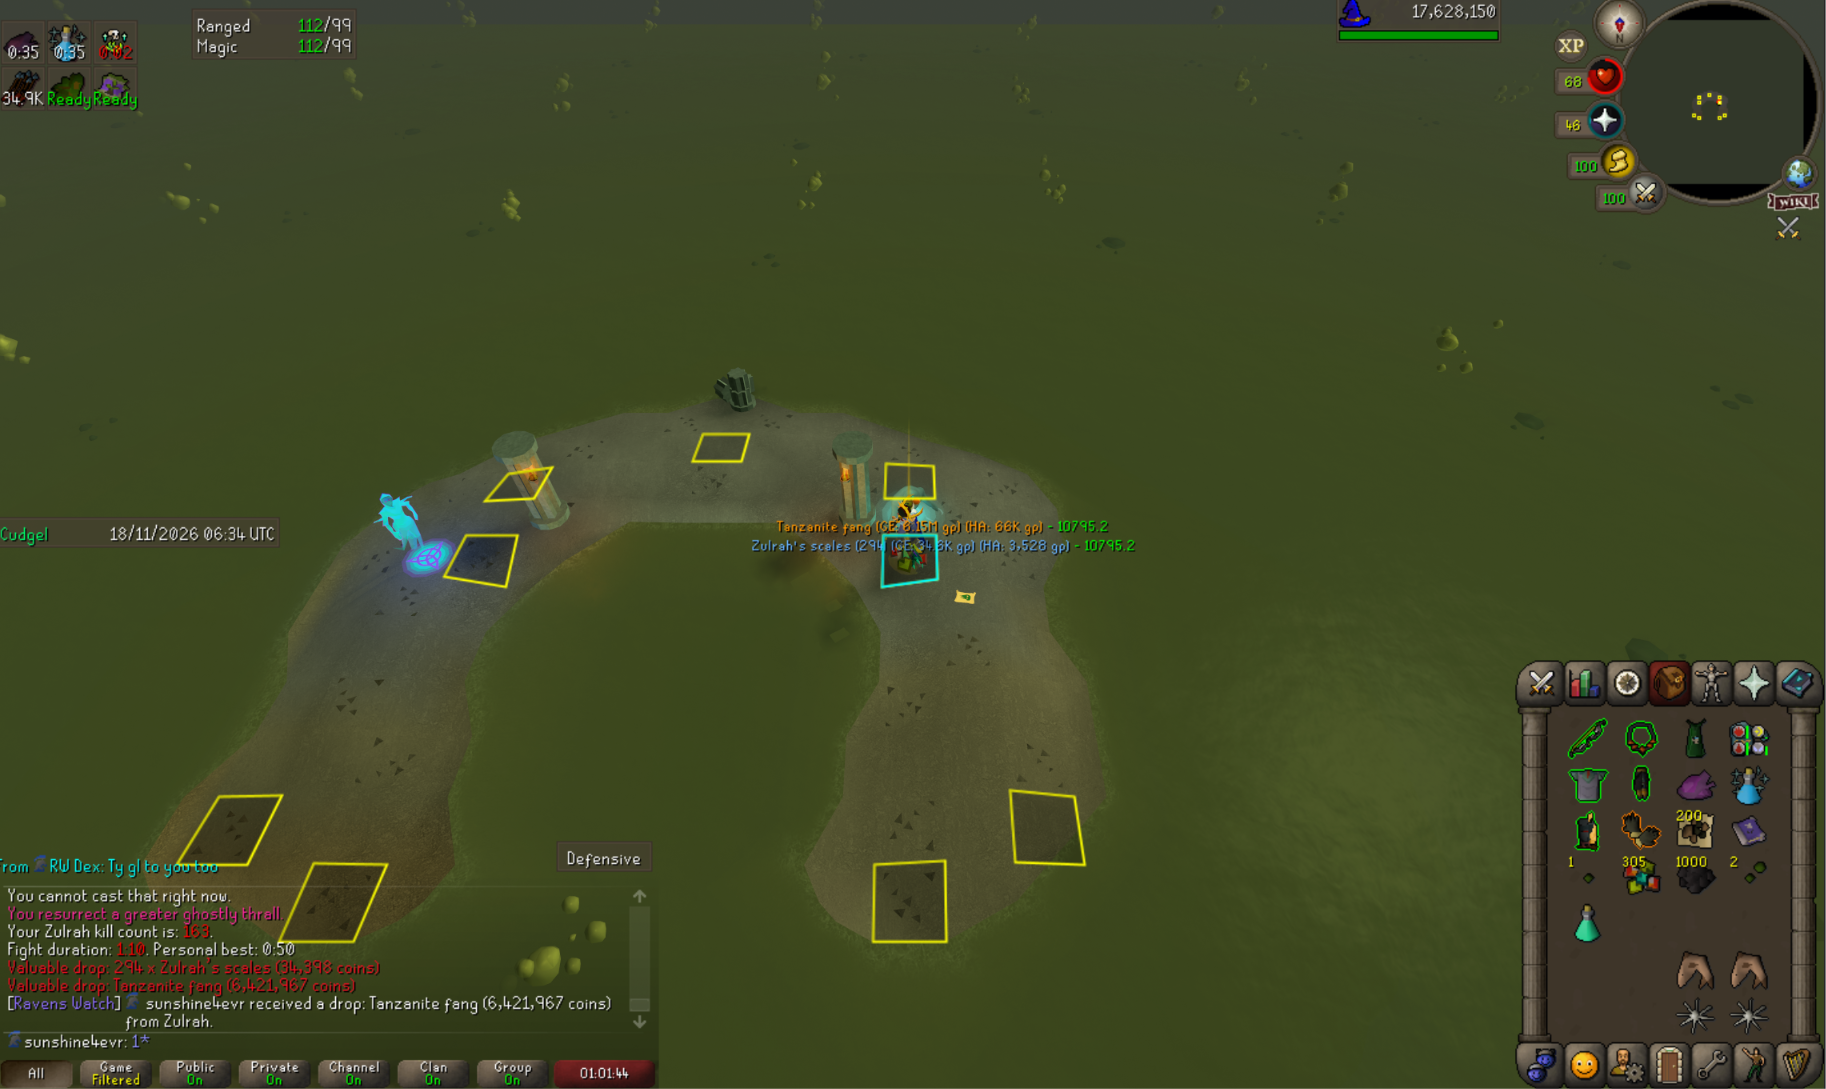 Ranged 112/99
Magic 112/99
0:35
0:35
0:02
34.9K
Ready
Ready
17,628,150
XP
N
68
46
100
100
WIKI
Tanzanite fang (GE: 6.15M gp) (HA: 66K gp) - 10795.2
Zulrah's scales (294) (GE: 34.6K gp) (HA: 3,528 gp) - 10795.2
Cudgel 18/11/2026 06:34 UTC
From RW Dex: Ty gl to you too
Defensive
You cannot cast that right now.
You resurrect a greater ghostly thrall.
Your Zulrah kill count is: 163.
Fight duration: 1:10. Personal best: 0:50
Valuable drop: 294 x Zulrah's scales (34,398 coins)
Valuable drop: Tanzanite fang (6,421,967 coins)
[Ravens Watch] sunshine4evr received a drop: Tanzanite fang (6,421,967 coins)
from Zulrah.
sunshine4evr: 1*
All
Game
Filtered
Public
On
Private
On
Channel
On
Clan
On
Group
On
01:01:44
200
1
305
1000
2